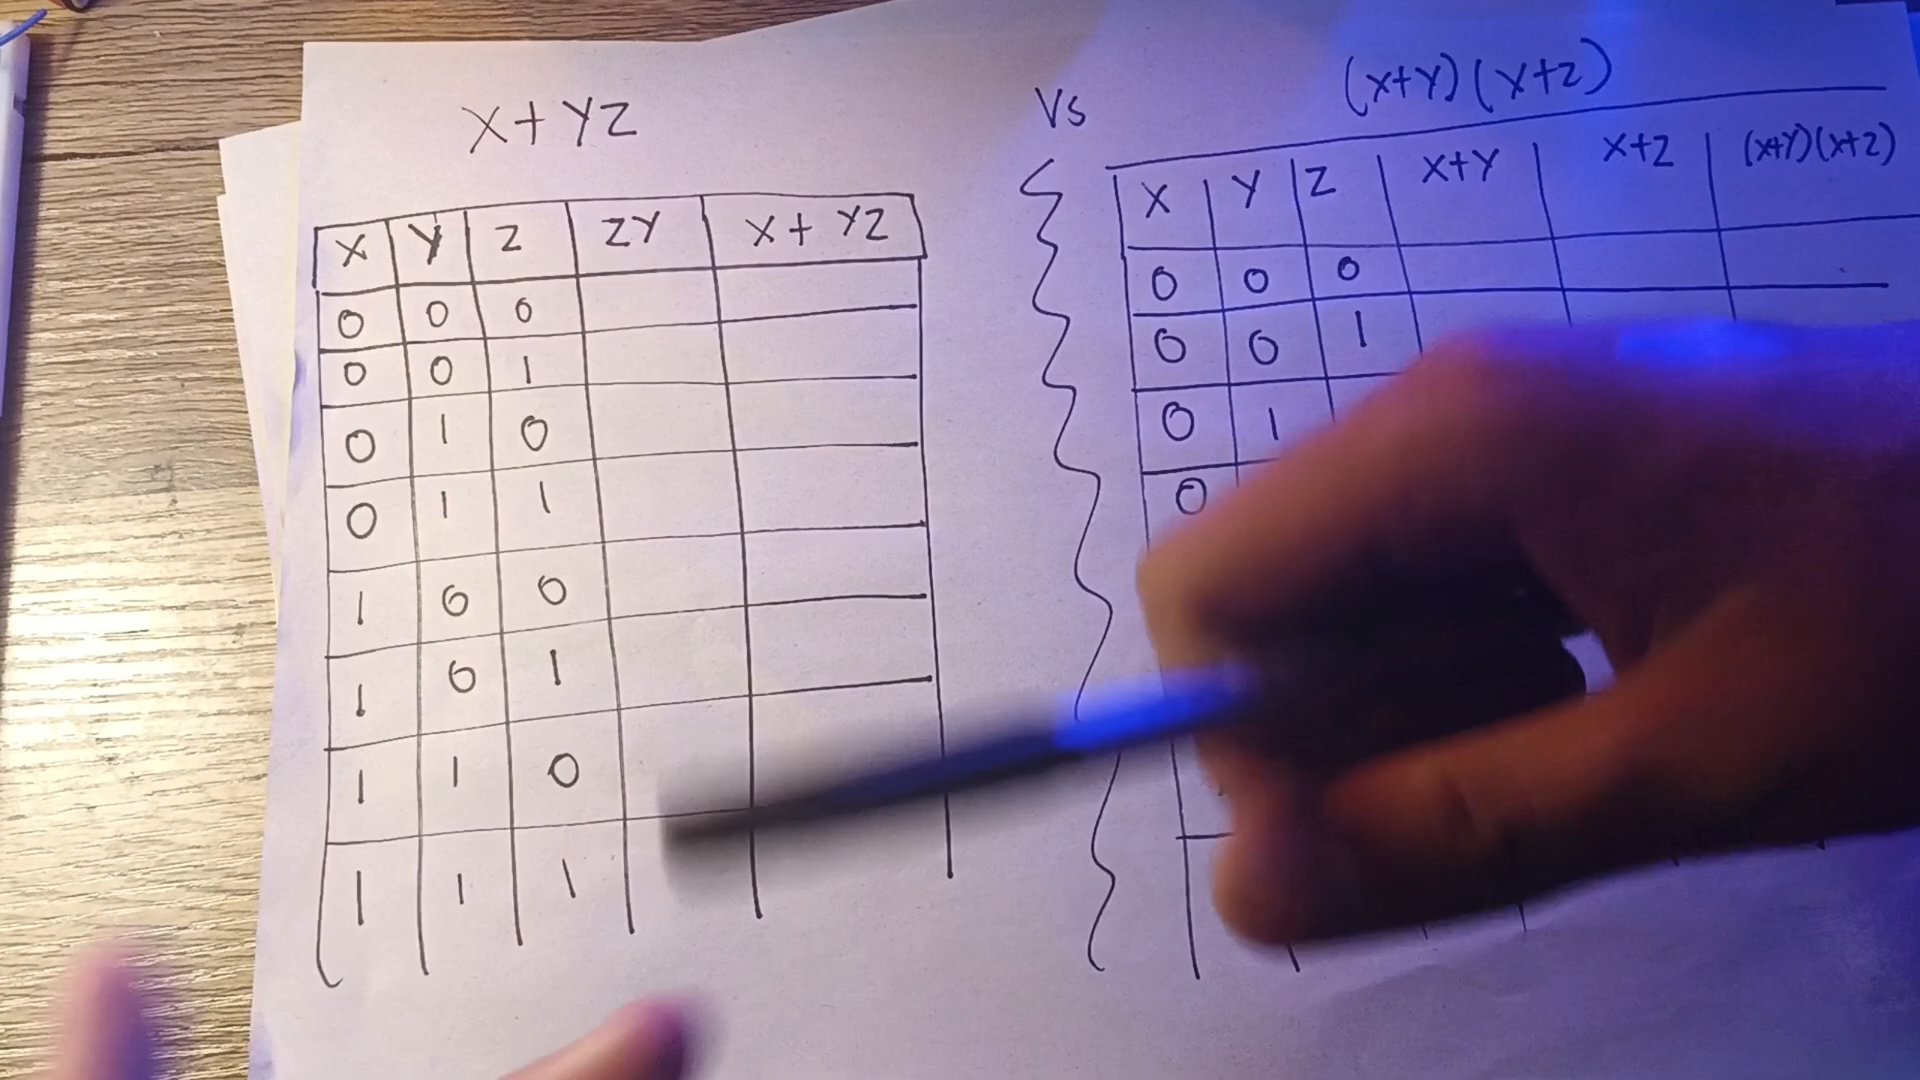 X + YZ
X Y Z ZY X + YZ
0 0 0
0 0 1
0 1 0
0 1 1
1 0 0
1 0 1
1 1 0
1 1 1
Vs
(X+Y) (X+Z)
X Y Z X+Y X+Z (X+Y)(X+Z)
0 0 0
0 0 1
0 1
0